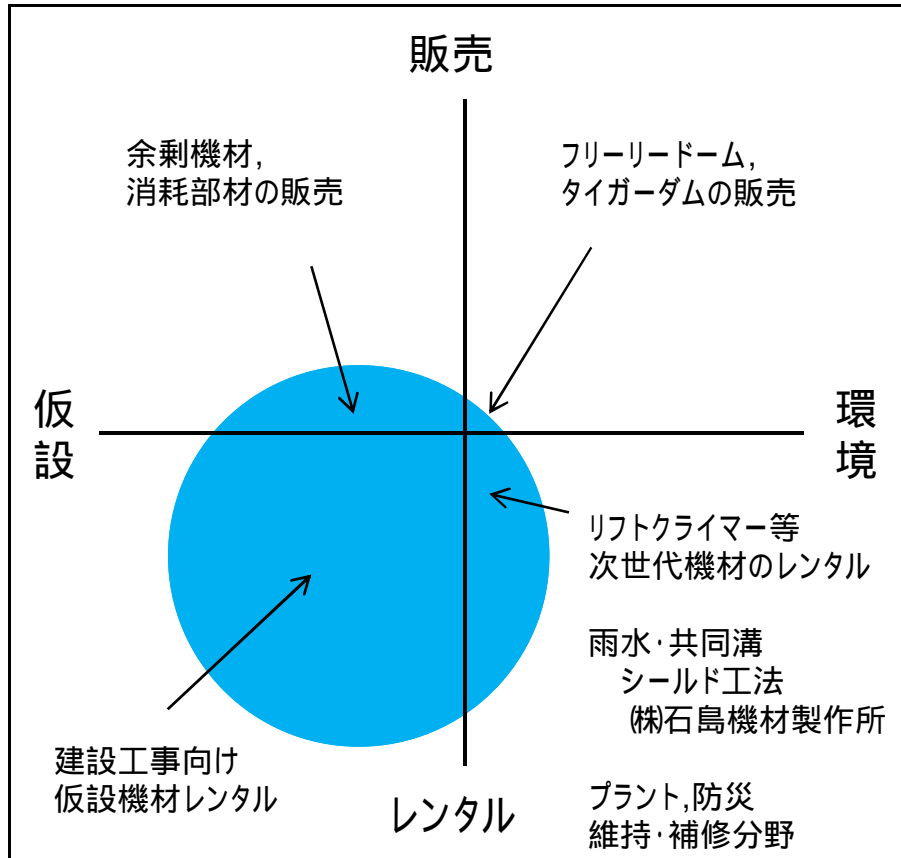 販売
余剰機材,
消耗部材の販売
フリーリードーム,
タイガーダムの販売
仮設
環境
リフトクライマー等
次世代機材のレンタル
雨水・共同溝
シールド工法
㈱石島機材製作所
建設工事向け
仮設機材レンタル
レンタル
プラント,防災
維持・補修分野